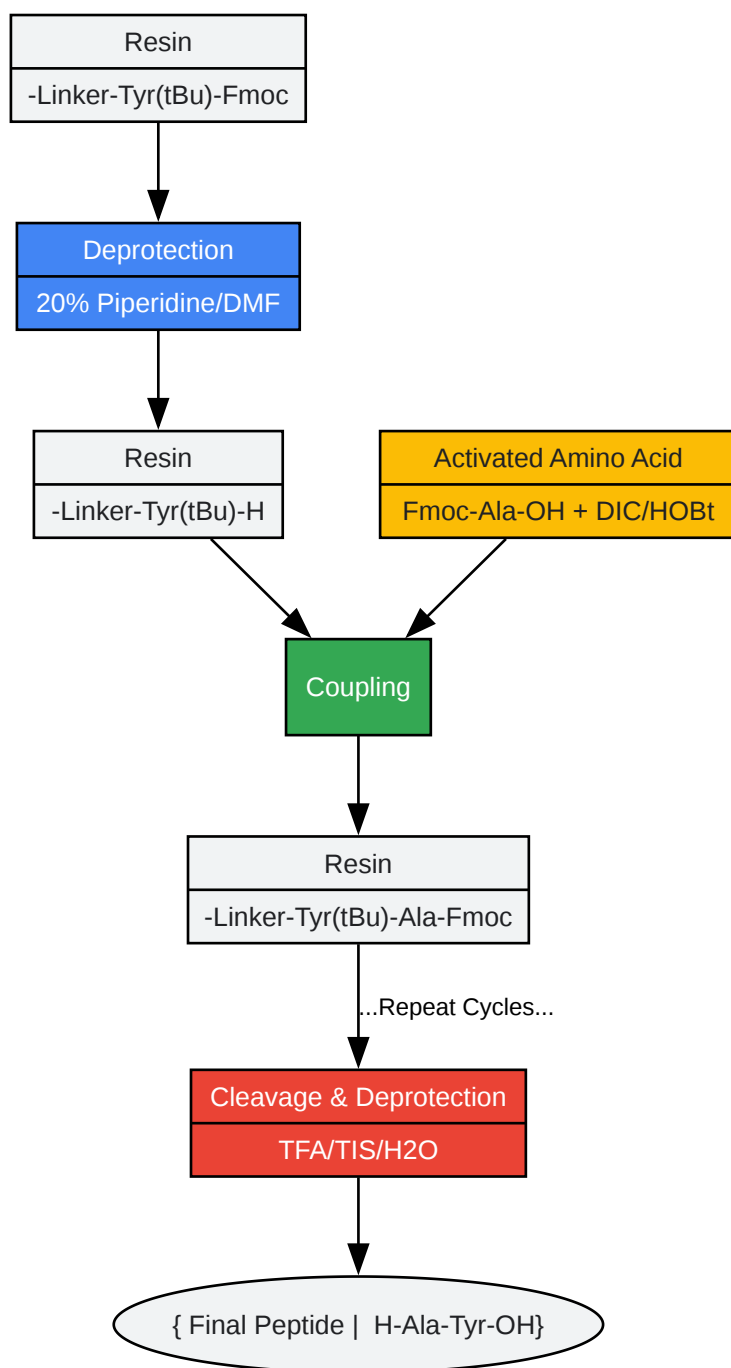 Resin
-Linker-Tyr(tBu)-Fmoc
Deprotection
20% Piperidine/DMF
Resin
-Linker-Tyr(tBu)-H
Activated Amino Acid
Fmoc-Ala-OH + DIC/HOBt
Coupling
Resin
-Linker-Tyr(tBu)-Ala-Fmoc
...Repeat Cycles...
Cleavage & Deprotection
TFA/TIS/H2O
{ Final Peptide |  H-Ala-Tyr-OH}